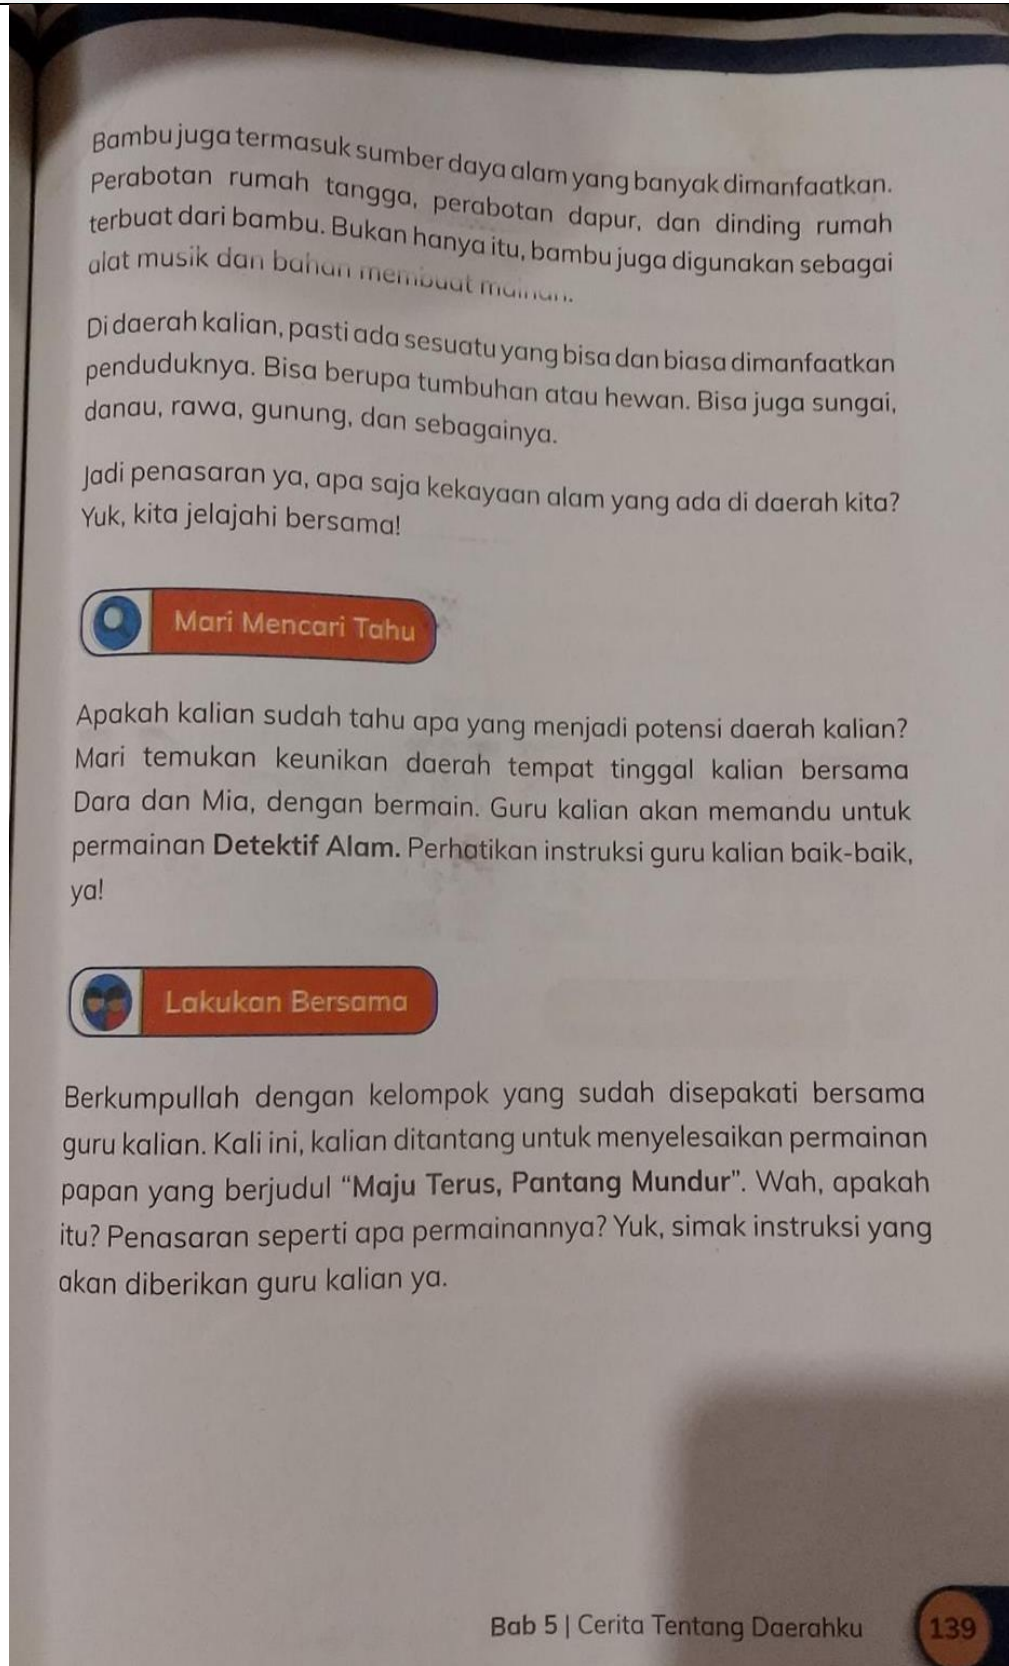 Bambu juga termasuk sumber daya alam yang banyak dimanfaatkan.
Perabotan rumah tangga, perabotan dapur, dan dinding rumah
terbuat dari bambu. Bukan hanya itu, bambu juga digunakan sebagai
alat musik dan bahan membuat mainan.
Di daerah kalian, pasti ada sesuatu yang bisa dan biasa dimanfaatkan
penduduknya. Bisa berupa tumbuhan atau hewan. Bisa juga sungai,
danau, rawa, gunung, dan sebagainya.
Jadi penasaran ya, apa saja kekayaan alam yang ada di daerah kita?
Yuk, kita jelajahi bersama!
Mari Mencari Tahu
Apakah kalian sudah tahu apa yang menjadi potensi daerah kalian?
Mari temukan keunikan daerah tempat tinggal kalian bersama
Dara dan Mia, dengan bermain. Guru kalian akan memandu untuk
permainan Detektif Alam. Perhatikan instruksi guru kalian baik-baik,
ya!
Lakukan Bersama
Berkumpullah dengan kelompok yang sudah disepakati bersama
guru kalian. Kali ini, kalian ditantang untuk menyelesaikan permainan
papan yang berjudul “Maju Terus, Pantang Mundur”. Wah, apakah
itu? Penasaran seperti apa permainannya? Yuk, simak instruksi yang
akan diberikan guru kalian ya.
Bab 5 | Cerita Tentang Daerahku 139